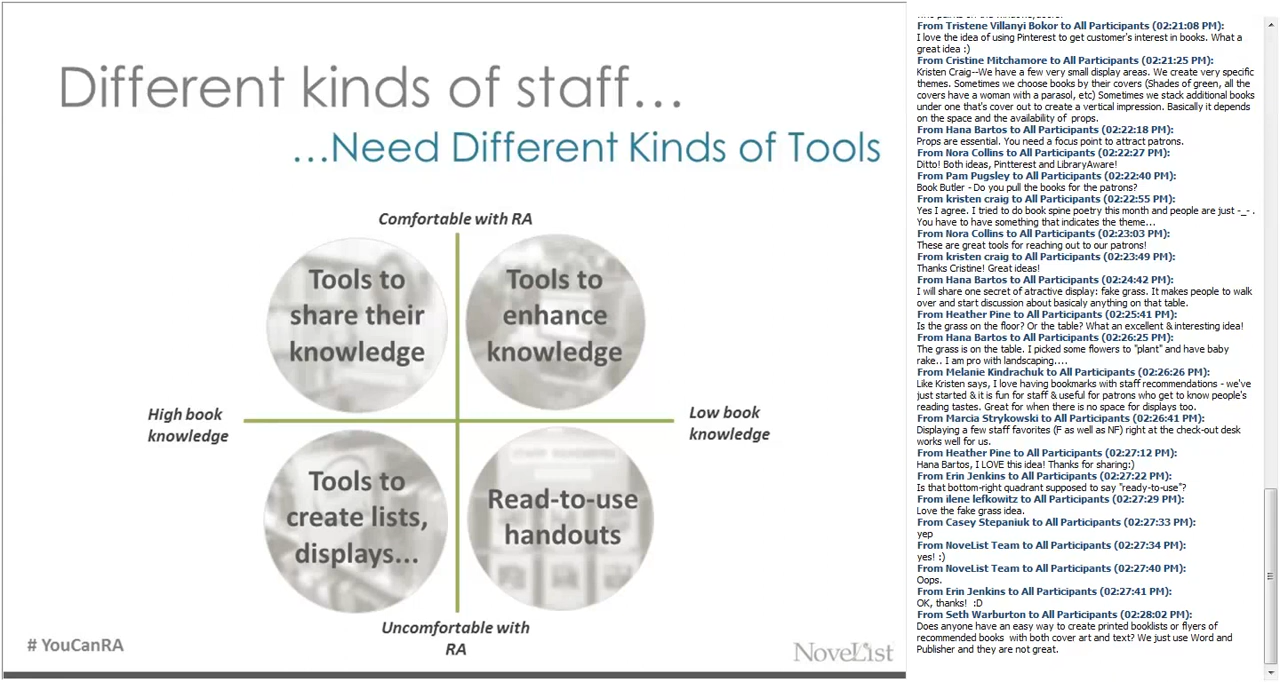 Different kinds of staff…
…Need Different Kinds of Tools
Comfortable with RA
Tools to
share their
knowledge
Tools to
enhance
knowledge
High book
knowledge
Low book
knowledge
Tools to
create lists,
displays…
Read-to-use
handouts
Uncomfortable with
RA
# YouCanRA
NoveList
From Tristene Villanyi Bokor to All Participants (02:21:08 PM):
I love the idea of using Pinterest to get customer's interest in books. What a
great idea :)
From Cristine Mitchamore to All Participants (02:21:25 PM):
Kristen Craig--We have a few very small display areas. We create very specific
themes. Sometimes we choose books by their covers (Shades of green, all the
covers have a woman with a parasol, etc) Sometimes we stack additional books
under one that's cover out to create a vertical impression. Basically it depends
on the space and the availability of props.
From Hana Bartos to All Participants (02:22:18 PM):
Props are essential. You need a focus point to attract patrons.
From Nora Collins to All Participants (02:22:27 PM):
Ditto! Both ideas, Pintterest and LibraryAware!
From Pam Pugsley to All Participants (02:22:40 PM):
Book Butler - Do you pull the books for the patrons?
From kristen craig to All Participants (02:22:55 PM):
Yes I agree. I tried to do book spine poetry this month and people are just -_- .
You have to have something that indicates the theme...
From Nora Collins to All Participants (02:23:03 PM):
These are great tools for reaching out to our patrons!
From kristen craig to All Participants (02:23:49 PM):
Thanks Cristine! Great ideas!
From Hana Bartos to All Participants (02:24:42 PM):
I will share one secret of atractive display: fake grass. It makes people to walk
over and start discussion about basicaly anything on that table.
From Heather Pine to All Participants (02:25:41 PM):
Is the grass on the floor? Or the table? What an excellent & interesting idea!
From Hana Bartos to All Participants (02:26:25 PM):
The grass is on the table. I picked some flowers to "plant" and have baby
rake.. I am pro with landscaping....
From Melanie Kindrachuk to All Participants (02:26:26 PM):
Like Kristen says, I love having bookmarks with staff recommendations - we've
just started & it is fun for staff & useful for patrons who get to know people's
reading tastes. Great for when there is no space for displays too.
From Marcia Strykowski to All Participants (02:26:41 PM):
Displaying a few staff favorites (F as well as NF) right at the check-out desk
works well for us.
From Heather Pine to All Participants (02:27:12 PM):
Hana Bartos, I LOVE this idea! Thanks for sharing:)
From Erin Jenkins to All Participants (02:27:22 PM):
Is that bottom-right quadrant supposed to say "ready-to-use"?
From ilene lefkowitz to All Participants (02:27:29 PM):
Love the fake grass idea.
From Casey Stepaniuk to All Participants (02:27:33 PM):
yep
From NoveList Team to All Participants (02:27:34 PM):
yes! :)
From NoveList Team to All Participants (02:27:40 PM):
Oops.
From Erin Jenkins to All Participants (02:27:41 PM):
OK, thanks!  :D
From Seth Warburton to All Participants (02:28:02 PM):
Does anyone have an easy way to create printed booklists or flyers of
recommended books  with both cover art and text? We just use Word and
Publisher and they are not great.